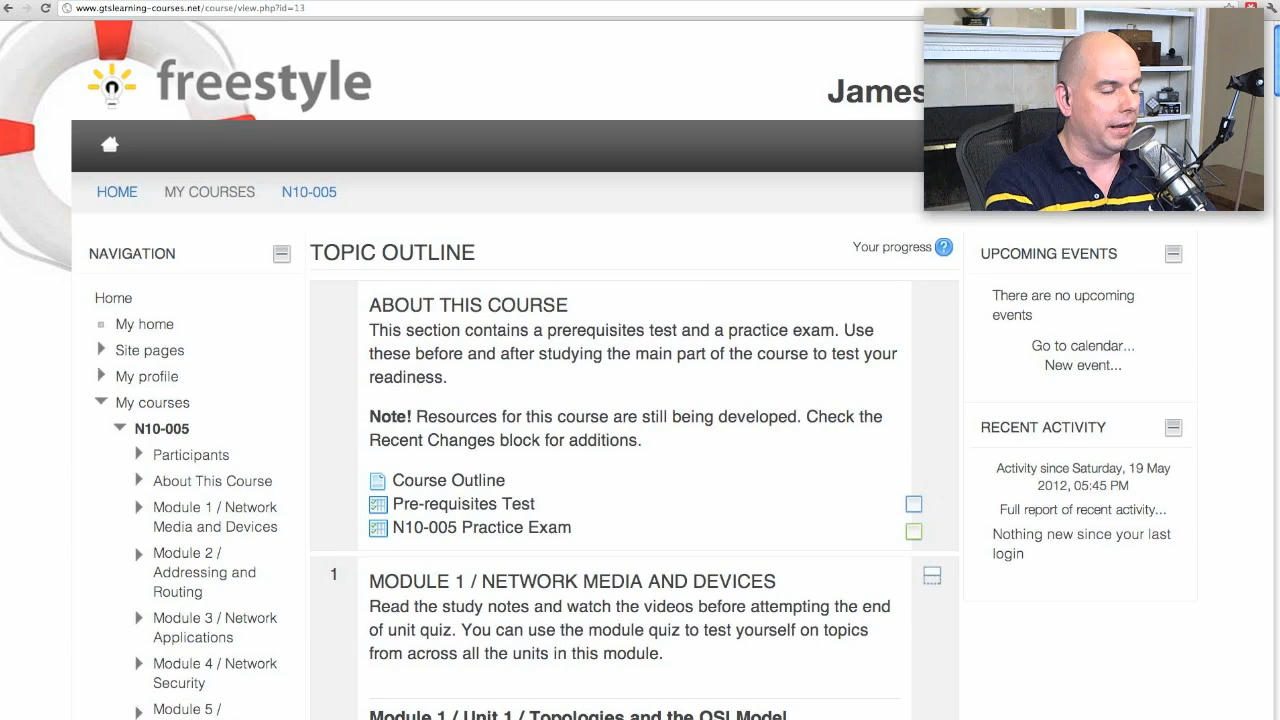 www.gtslearning-courses.net/course/view.php?id=13
freestyle
James
HOME MY COURSES N10-005
NAVIGATION
Home
My home
Site pages
My profile
My courses
N10-005
Participants
About This Course
Module 1 / Network
Media and Devices
Module 2 /
Addressing and
Routing
Module 3 / Network
Applications
Module 4 / Network
Security
Module 5 /
TOPIC OUTLINE
Your progress
ABOUT THIS COURSE
This section contains a prerequisites test and a practice exam. Use
these before and after studying the main part of the course to test your
readiness.
Note! Resources for this course are still being developed. Check the
Recent Changes block for additions.
Course Outline
Pre-requisites Test
N10-005 Practice Exam
1
MODULE 1 / NETWORK MEDIA AND DEVICES
Read the study notes and watch the videos before attempting the end
of unit quiz. You can use the module quiz to test yourself on topics
from across all the units in this module.
Module 1 / Unit 1 / Topologies and the OSI Model
UPCOMING EVENTS
There are no upcoming
events
Go to calendar...
New event...
RECENT ACTIVITY
Activity since Saturday, 19 May
2012, 05:45 PM
Full report of recent activity...
Nothing new since your last
login